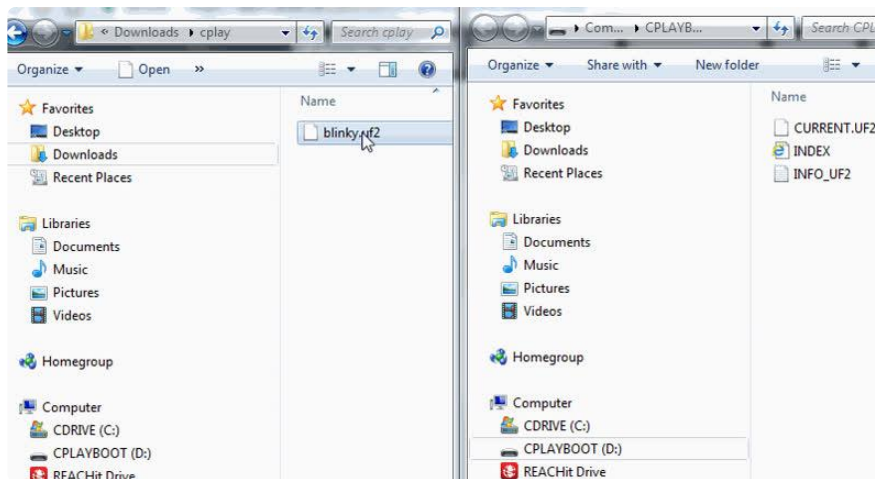 Downloads cplay
Search cplay
Organize Open »
Name
Favorites
Desktop
Downloads
Recent Places
blinky.uf2
Libraries
Documents
Music
Pictures
Videos
Homegroup
Computer
CDRIVE (C:)
CPLAYBOOT (D:)
REACHit Drive
Com... CPLAYB...
Search CPL
Organize Share with New folder
Name
Favorites
Desktop
Downloads
Recent Places
CURRENT.UF2
INDEX
INFO_UF2
Libraries
Documents
Music
Pictures
Videos
Homegroup
Computer
CDRIVE (C:)
CPLAYBOOT (D:)
REACHit Drive